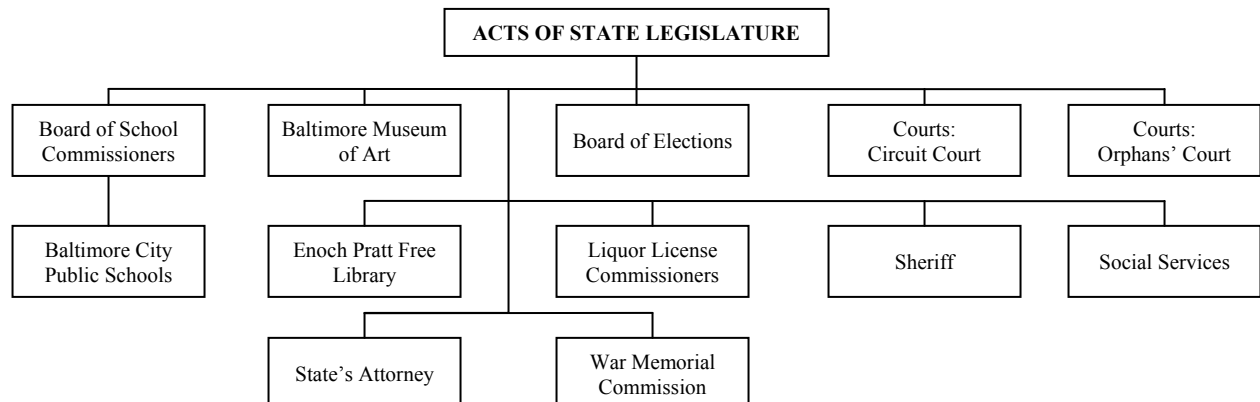 ACTS OF STATE LEGISLATURE
Board of School
Commissioners
Baltimore Museum
of Art
Board of Elections
Courts:
Circuit Court
Courts:
Orphans’ Court
Baltimore City
Public Schools
Enoch Pratt Free
Library
Liquor License
Commissioners
Sheriff
Social Services
State’s Attorney
War Memorial
Commission